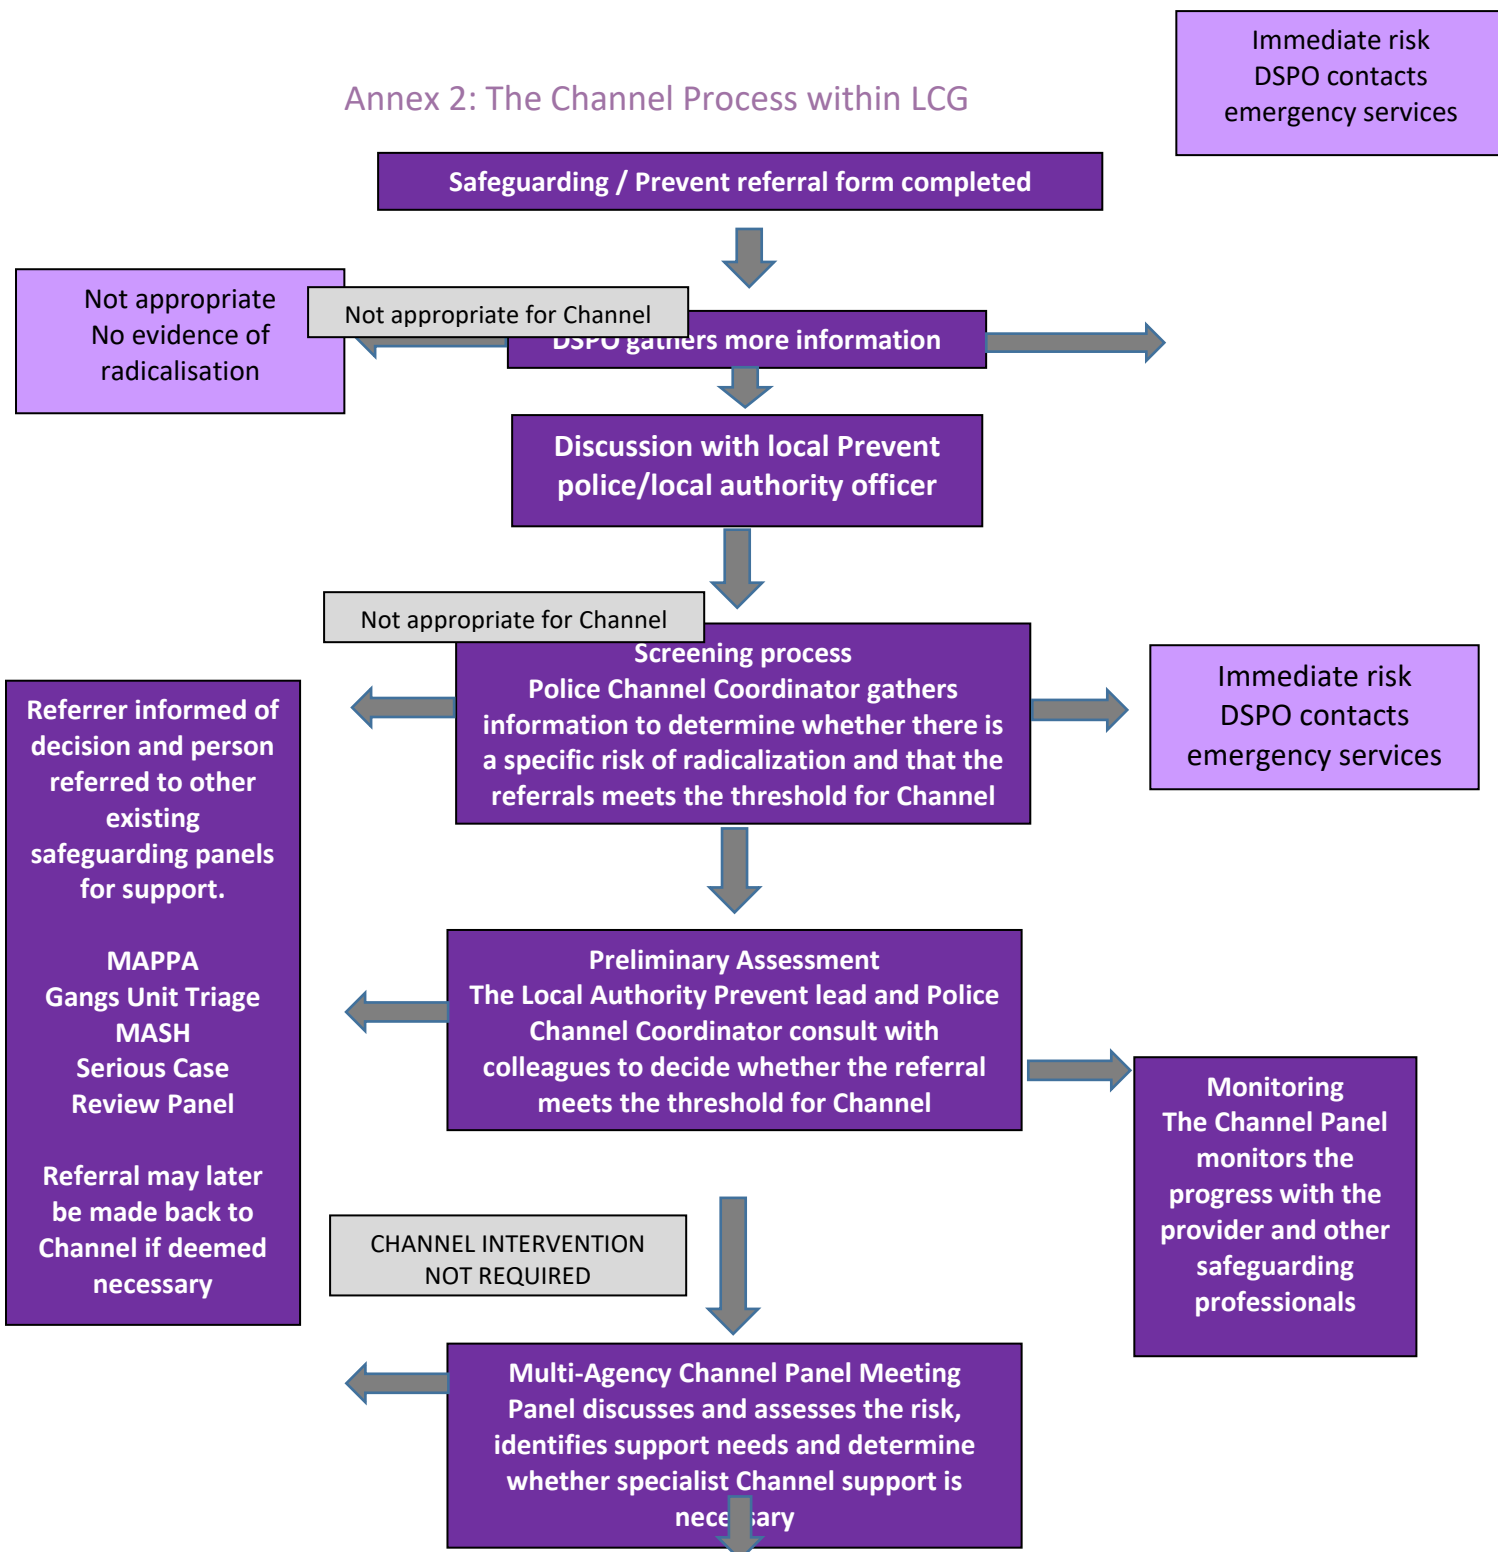 Immediate risk
DSPO contacts
emergency services
Annex 2: The Channel Process within LCG
Safeguarding / Prevent referral form completed
Not appropriate
No evidence of
radicalisation
Not appropriate for Channel
DSPO gathers more information
Discussion with local Prevent
police/local authority officer
Not appropriate for Channel
Screening process
Police Channel Coordinator gathers
information to determine whether there is
a specific risk of radicalization and that the
referrals meets the threshold for Channel
Immediate risk
DSPO contacts
emergency services
Referrer informed of
decision and person
referred to other
existing
safeguarding panels
for support.
MAPPA
Gangs Unit Triage
MASH
Serious Case
Review Panel
Referral may later
be made back to
Channel if deemed
necessary
Preliminary Assessment
The Local Authority Prevent lead and Police
Channel Coordinator consult with
colleagues to decide whether the referral
meets the threshold for Channel
Monitoring
The Channel Panel
monitors the
progress with the
provider and other
safeguarding
professionals
CHANNEL INTERVENTION
NOT REQUIRED
Multi-Agency Channel Panel Meeting
Panel discusses and assesses the risk,
identifies support needs and determine
whether specialist Channel support is
necessary